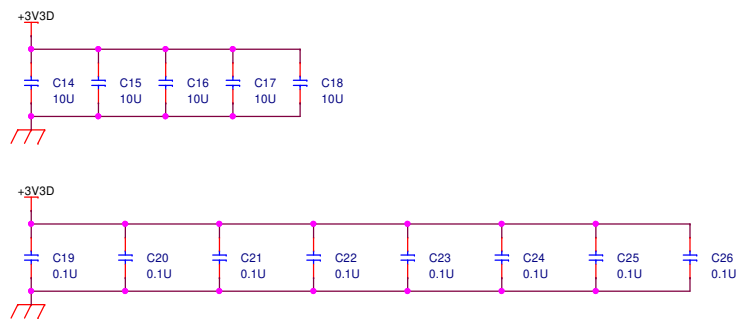 +3V3D
C14 C15 C16 C17 C18
10U 10U 10U 10U 10U
+3V3D
C19 C20 C21 C22 C23 C24 C25 C26
0.1U 0.1U 0.1U 0.1U 0.1U 0.1U 0.1U 0.1U